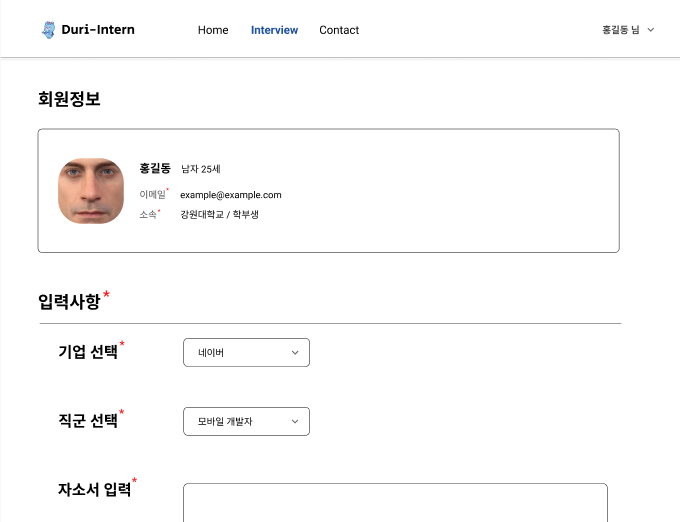 Duri-Intern Home Interview Contact 홍길동 님
회원정보
홍길동 남자 25세
이메일* example@example.com
소속* 강원대학교 / 학부생
입력사항*
기업 선택* 네이버
직군 선택* 모바일 개발자
자소서 입력*